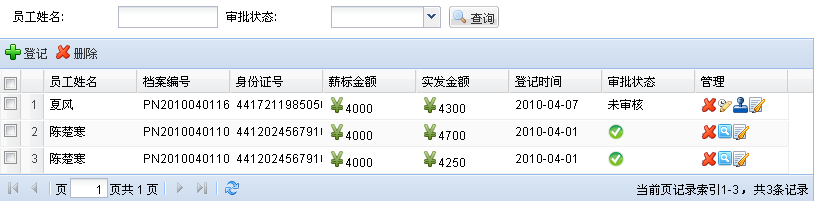 员工姓名: 审批状态: 查询
登记 删除
员工姓名 档案编号 身份证号 薪标金额 实发金额 登记时间 审批状态 管理
1 夏风 PN2010040116 4417211985050 ¥4000 ¥4300 2010-04-07 未审核
2 陈楚寒 PN2010040110 4412024567910 ¥4000 ¥4700 2010-04-01
3 陈楚寒 PN2010040110 4412024567910 ¥4000 ¥4250 2010-04-01
页 1 页共 1 页 当前页记录索引1-3，共3条记录